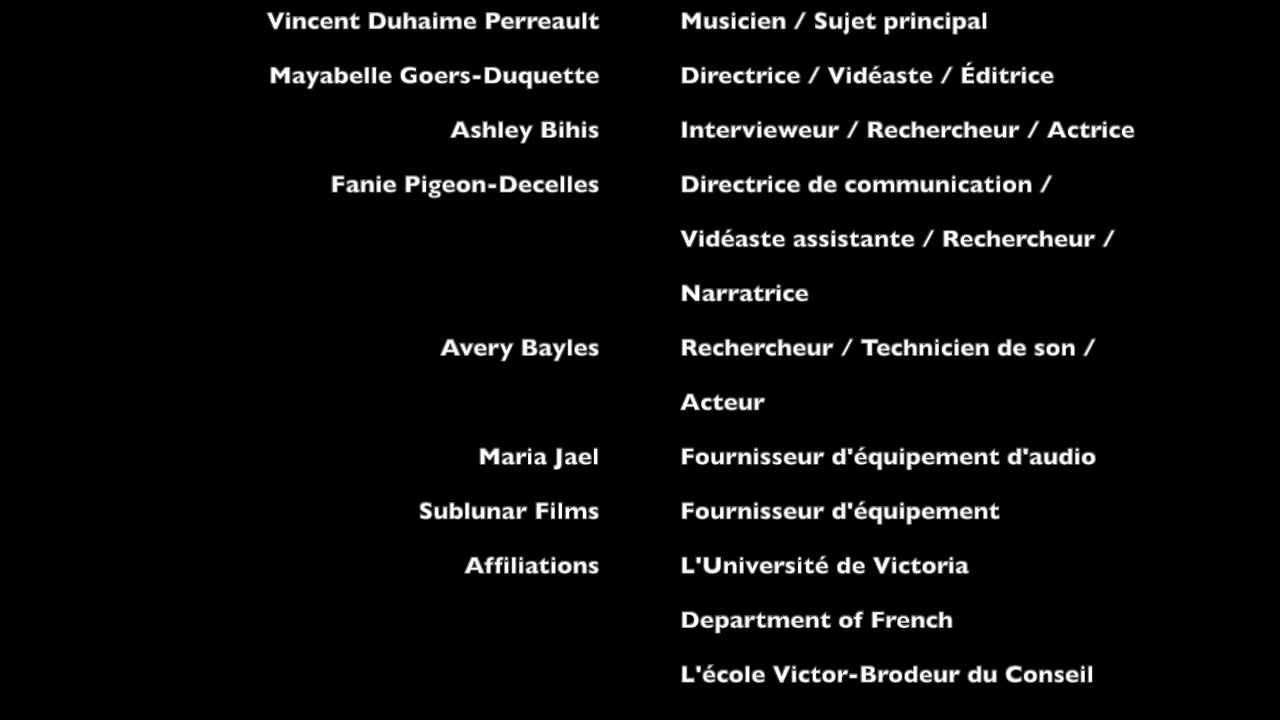 Vincent Duhaime Perreault Musicien / Sujet principal
Mayabelle Goers-Duquette Directrice / Vidéaste / Éditrice
Ashley Bihis Intervieweur / Rechercheur / Actrice
Fanie Pigeon-Decelles Directrice de communication /
Vidéaste assistante / Rechercheur /
Narratrice
Avery Bayles Rechercheur / Technicien de son /
Acteur
Maria Jael Fournisseur d'équipement d'audio
Sublunar Films Fournisseur d'équipement
Affiliations L'Université de Victoria
Department of French
L'école Victor-Brodeur du Conseil